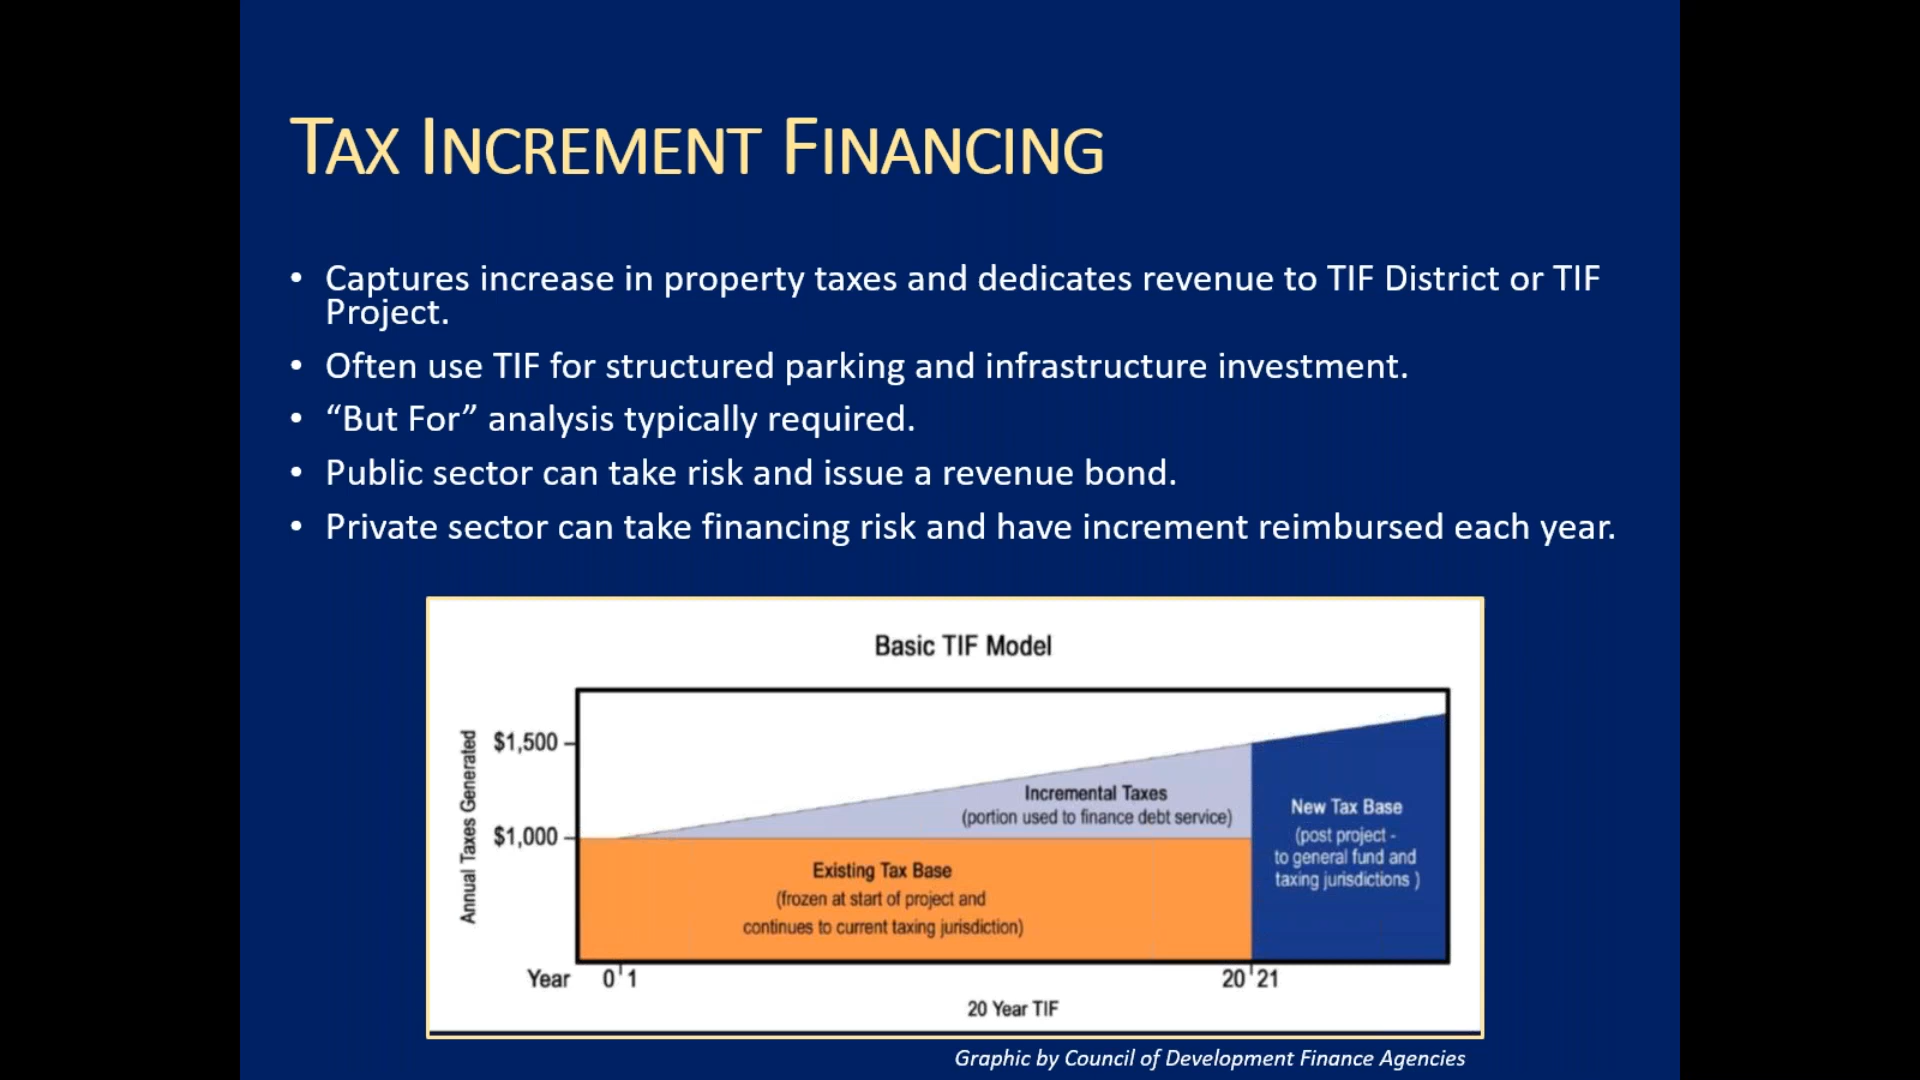 TAX INCREMENT FINANCING
• Captures increase in property taxes and dedicates revenue to TIF District or TIF
Project.
• Often use TIF for structured parking and infrastructure investment.
• “But For” analysis typically required.
• Public sector can take risk and issue a revenue bond.
• Private sector can take financing risk and have increment reimbursed each year.
Basic TIF Model
Annual Taxes Generated
$1,500
$1,000
Incremental Taxes
(portion used to finance debt service)
Existing Tax Base
(frozen at start of project and
continues to current taxing jurisdiction)
New Tax Base
(post project -
to general fund and
taxing jurisdictions )
Year 0 1 20 21
20 Year TIF
Graphic by Council of Development Finance Agencies